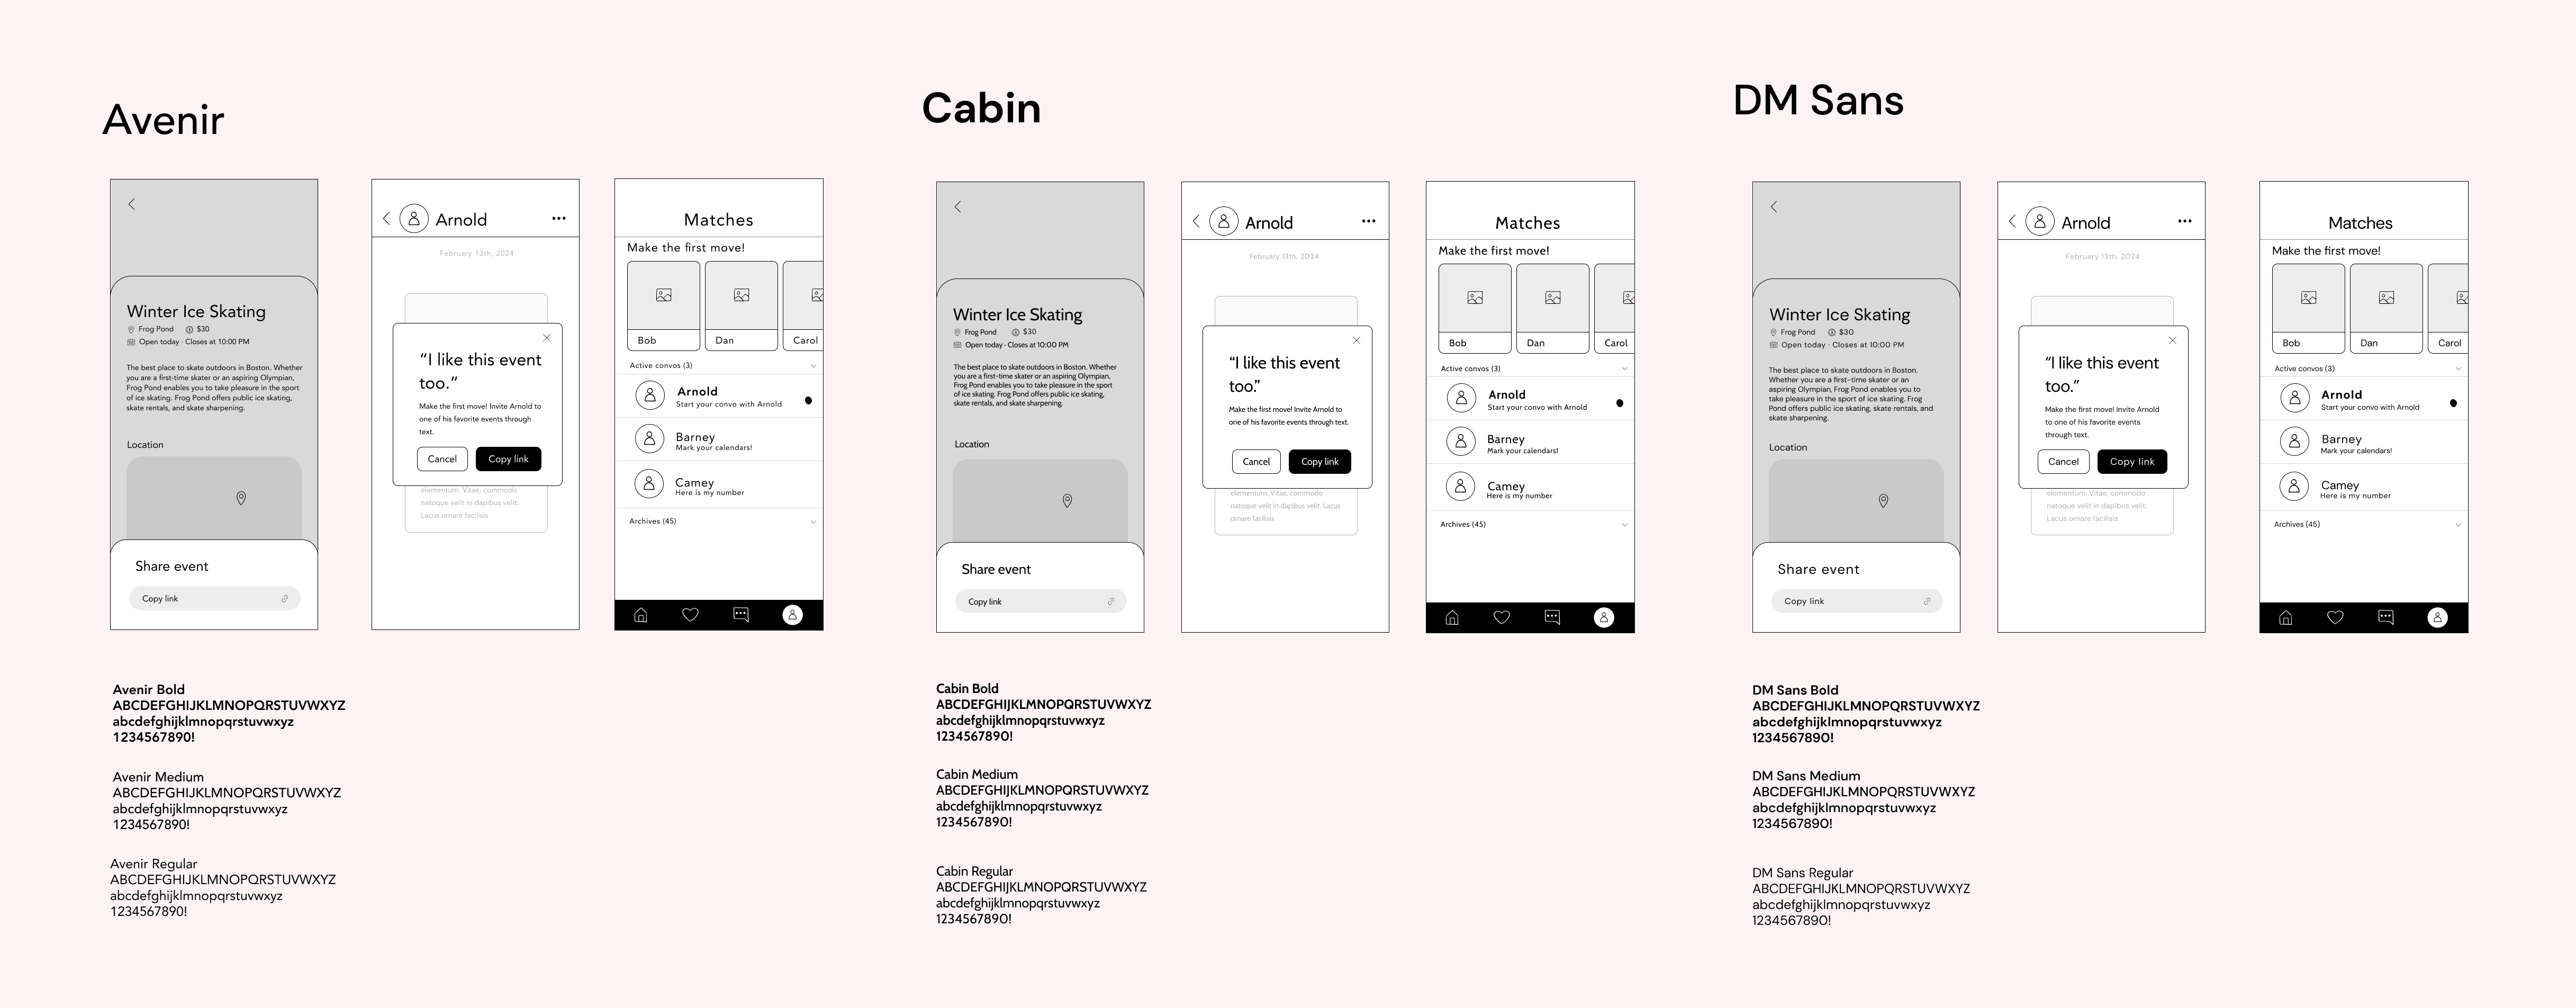 Avenir
Winter Ice Skating
Frog Pond $30
Open today · Closes at 10:00 PM
The best place to skate outdoors in Boston. Whether
you are a first-time skater or an aspiring Olympian,
Frog Pond enables you to take pleasure in the sport
of ice skating. Frog Pond offers public ice skating,
skate rentals, and skate sharpening.
Location
Share event
Copy link
Arnold
February 13th, 2024
“I like this event
too.”
Make the first move! Invite Arnold to
one of his favorite events through
text.
Cancel
Copy link
elementum. Vitae, commodo
natoque velit in dapibus velit.
Lacus ornare facilisis
Matches
Make the first move!
Bob
Dan
Carol
Active convos (3)
Arnold
Start your convo with Arnold
Barney
Mark your calendars!
Camey
Here is my number
Archives (45)
Avenir Bold
ABCDEFGHIJKLMNOPQRSTUVWXYZ
abcdefghijklmnopqrstuvwxyz
1234567890!
Avenir Medium
ABCDEFGHIJKLMNOPQRSTUVWXYZ
abcdefghijklmnopqrstuvwxyz
1234567890!
Avenir Regular
ABCDEFGHIJKLMNOPQRSTUVWXYZ
abcdefghijklmnopqrstuvwxyz
1234567890!
Cabin
Winter Ice Skating
Frog Pond $30
Open today · Closes at 10:00 PM
The best place to skate outdoors in Boston. Whether
you are a first-time skater or an aspiring Olympian,
Frog Pond enables you to take pleasure in the sport
of ice skating. Frog Pond offers public ice skating,
skate rentals, and skate sharpening.
Location
Share event
Copy link
Arnold
February 13th, 2024
“I like this event
too.”
Make the first move! Invite Arnold to
one of his favorite events through text.
Cancel
Copy link
elementum. Vitae, commodo
natoque velit in dapibus velit. Lacus
ornare facilisis
Matches
Make the first move!
Bob
Dan
Carol
Active convos (3)
Arnold
Start your convo with Arnold
Barney
Mark your calendars!
Camey
Here is my number
Archives (45)
Cabin Bold
ABCDEFGHIJKLMNOPQRSTUVWXYZ
abcdefghijklmnopqrstuvwxyz
1234567890!
Cabin Medium
ABCDEFGHIJKLMNOPQRSTUVWXYZ
abcdefghijklmnopqrstuvwxyz
1234567890!
Cabin Regular
ABCDEFGHIJKLMNOPQRSTUVWXYZ
abcdefghijklmnopqrstuvwxyz
1234567890!
DM Sans
Winter Ice Skating
Frog Pond $30
Open today · Closes at 10:00 PM
The best place to skate outdoors in Boston.
Whether you are a first-time skater or an
aspiring Olympian, Frog Pond enables you to
take pleasure in the sport of ice skating. Frog
Pond offers public ice skating, skate rentals, and
skate sharpening.
Location
Share event
Copy link
Arnold
February 13th, 2024
“I like this event
too.”
Make the first move! Invite Arnold
to one of his favorite events
through text.
Cancel
Copy link
elementum. Vitae, commodo
natoque velit in dapibus velit.
Lacus ornare facilisis
Matches
Make the first move!
Bob
Dan
Carol
Active convos (3)
Arnold
Start your convo with Arnold
Barney
Mark your calendars!
Camey
Here is my number
Archives (45)
DM Sans Bold
ABCDEFGHIJKLMNOPQRSTUVWXYZ
abcdefghijklmnopqrstuvwxyz
1234567890!
DM Sans Medium
ABCDEFGHIJKLMNOPQRSTUVWXYZ
abcdefghijklmnopqrstuvwxyz
1234567890!
DM Sans Regular
ABCDEFGHIJKLMNOPQRSTUVWXYZ
abcdefghijklmnopqrstuvwxyz
1234567890!